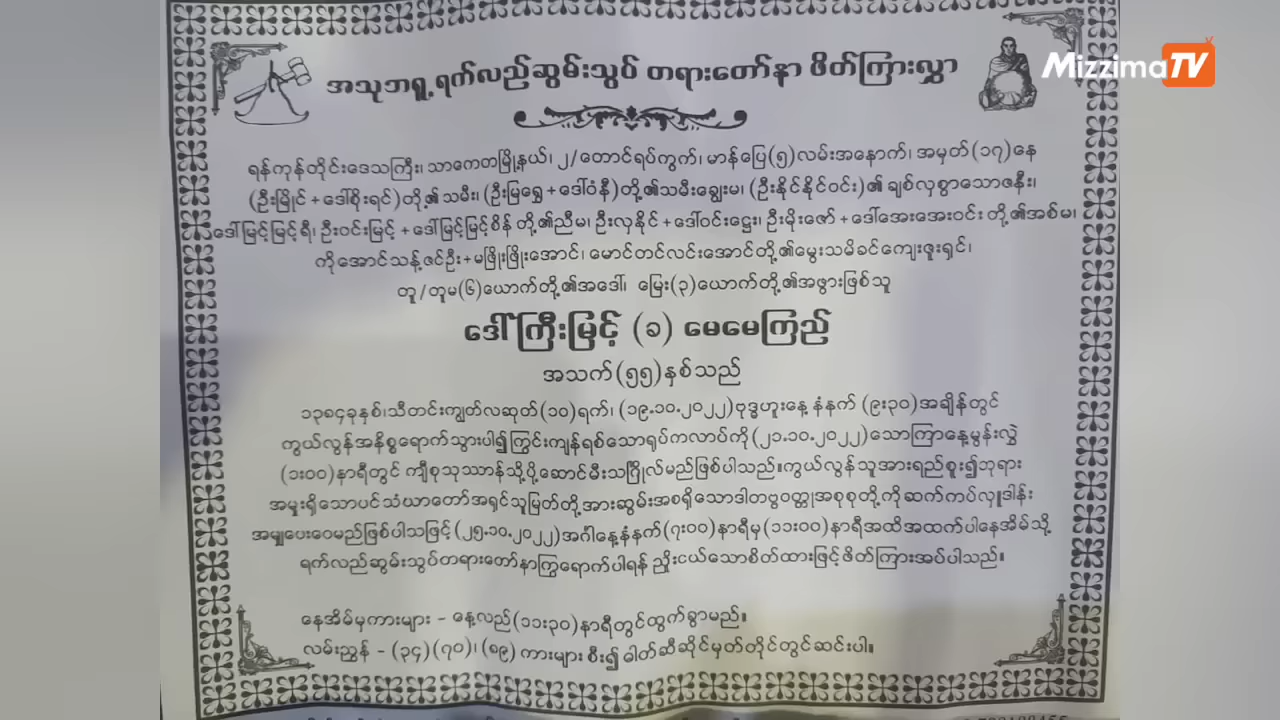 MizzimaTV
အသုဘရှု့ ရက်လည်ဆွမ်းသွပ် တရားတော်နာ ဖိတ်ကြားလွှာ
ရန်ကုန်တိုင်းဒေသကြီး၊ သာကေတမြို့နယ်၊ ၂/တောင်ရပ်ကွက်၊ မာန်ပြေ(၅)လမ်းအနောက်၊ အမှတ်(၁၇)နေ
(ဦးမြိုင် + ဒေါ်စိုးရင်)တို့၏ သမီး၊ (ဦးမြရွှေ + ဒေါ်ဝံနီ)တို့၏သမီးချွေးမ၊ (ဦးနိုင်နိုင်ဝင်း)၏ ချစ်လှစွာသောဇနီး၊
ဒေါ်မြင့်မြင့်ရီ၊ ဦးဝင်းမြင့် + ဒေါ်မြင့်မြင့်စိန် တို့၏ညီမ၊ ဦးလှနိုင် + ဒေါ်ဝင်းဋ္ဌေး၊ ဦးမိုးဇော် + ဒေါ်အေးအေးဝင်း တို့၏အစ်မ၊
ကိုအောင်သန့်ဇင်ဦး+မဖြိုးဖြိုးအောင်၊ မောင်တင်လင်းအောင်တို့၏မွေးသမိခင်ကျေးဇူးရှင်၊
တူ/တူမ(၆)ယောက်တို့၏အဒေါ်၊ မြေး(၃)ယောက်တို့၏အဖွားဖြစ်သူ
ဒေါ်ကြီးမြင့် (ခ) မေမေကြည်
အသက်(၅၅)နှစ်သည်
၁၃၈၄ခုနှစ်၊သီတင်းကျွတ်လဆုတ်(၁၀)ရက်၊ (၁၉.၁၀.၂၀၂၂)ဗုဒ္ဓဟူးနေ့ နံနက် (၉း၃၀)အချိန်တွင်
ကွယ်လွန်အနိစ္စရောက်သွားပါ၍ကြွင်းကျန်ရစ်သောရုပ်ကလာပ်ကို(၂၁.၁၀.၂၀၂၂)သောကြာနေ့မွန်းလွဲ
(၁း၀၀)နာရီတွင် ကျီစုသုဿာန်သို့ပို့ဆောင်မီးသဂြိုလ်မည်ဖြစ်ပါသည်။ကွယ်လွန်သူအားရည်စူး၍ဘုရား
အမှူးရှိသောပင်သံဃာတော်အရှင်သူမြတ်တို့အားဆွမ်းအစရှိသောဒါတဗ္ဗဝတ္ထုအစုစုတို့ကိုဆက်ကပ်လှူဒါန်း
အမျှပေးဝေမည်ဖြစ်ပါသဖြင့်(၂၅.၁၀.၂၀၂၂)အင်္ဂါနေ့နံနက်(၇း၀၀)နာရီမှ(၁၁း၀၀)နာရီအထိအထက်ပါနေအိမ်သို့
ရက်လည်ဆွမ်းသွပ်တရားတော်နာကြွရောက်ပါရန် ညှိုးငယ်သောစိတ်ထားဖြင့်ဖိတ်ကြားအပ်ပါသည်။
နေအိမ်မှကားများ - နေ့လည်(၁၁း၃၀)နာရီတွင်ထွက်ခွာမည်။
လမ်းညွှန် - (၃၄)(၇၀)၊ (၈၉) ကားများ စီး၍ ဓါတ်ဆီဆိုင်မှတ်တိုင်တွင်ဆင်းပါ။